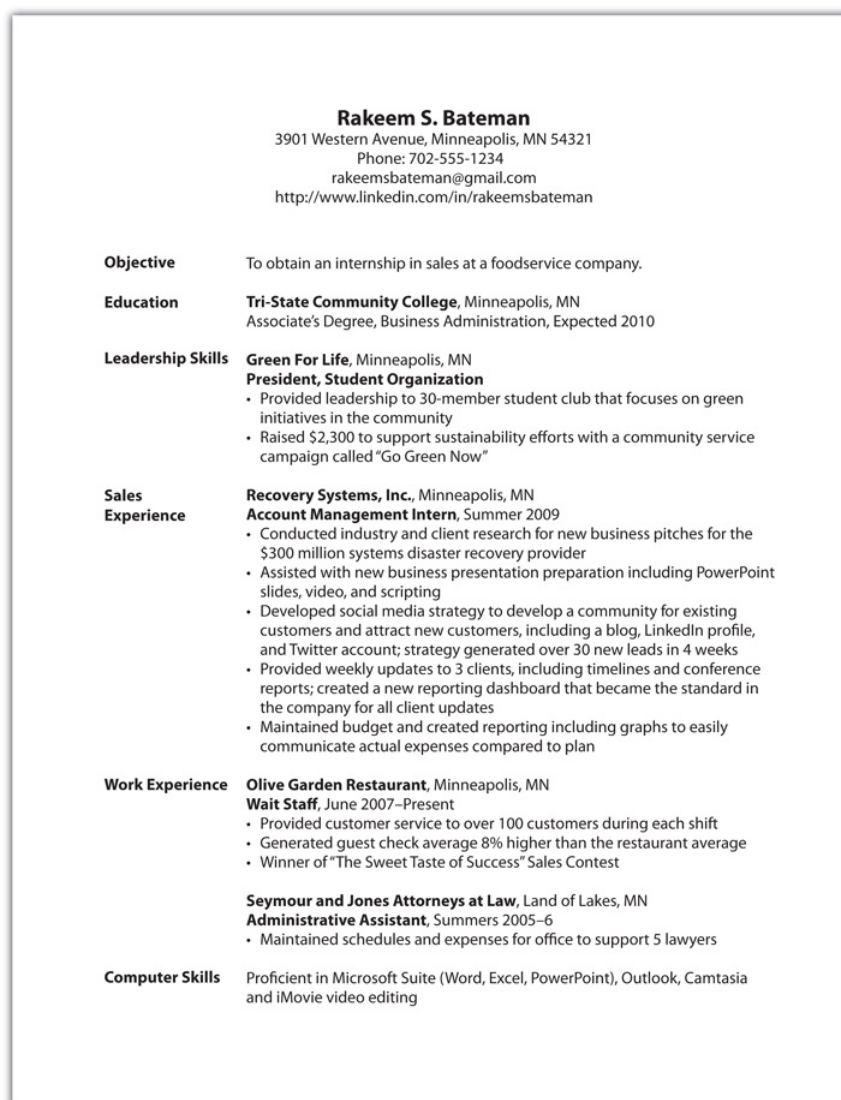 Rakeem S. Bateman
3901 Western Avenue, Minneapolis, MN 54321
Phone: 702-555-1234
rakeemsbateman@gmail.com
http://www.linkedin.com/in/rakeemsbateman
Objective To obtain an internship in sales at a foodservice company.
Education Tri-State Community College, Minneapolis, MN
Associate's Degree, Business Administration, Expected 2010
Leadership Skills Green For Life, Minneapolis, MN
President, Student Organization
• Provided leadership to 30-member student club that focuses on green
initiatives in the community
• Raised $2,300 to support sustainability efforts with a community service
campaign called “Go Green Now”
Sales Recovery Systems, Inc., Minneapolis, MN
Experience Account Management Intern, Summer 2009
• Conducted industry and client research for new business pitches for the
$300 million systems disaster recovery provider
• Assisted with new business presentation preparation including PowerPoint
slides, video, and scripting
• Developed social media strategy to develop a community for existing
customers and attract new customers, including a blog, LinkedIn profile,
and Twitter account; strategy generated over 30 new leads in 4 weeks
• Provided weekly updates to 3 clients, including timelines and conference
reports; created a new reporting dashboard that became the standard in
the company for all client updates
• Maintained budget and created reporting including graphs to easily
communicate actual expenses compared to plan
Work Experience Olive Garden Restaurant, Minneapolis, MN
Wait Staff, June 2007–Present
• Provided customer service to over 100 customers during each shift
• Generated guest check average 8% higher than the restaurant average
• Winner of “The Sweet Taste of Success” Sales Contest
Seymour and Jones Attorneys at Law, Land of Lakes, MN
Administrative Assistant, Summers 2005–6
• Maintained schedules and expenses for office to support 5 lawyers
Computer Skills Proficient in Microsoft Suite (Word, Excel, PowerPoint), Outlook, Camtasia
and iMovie video editing